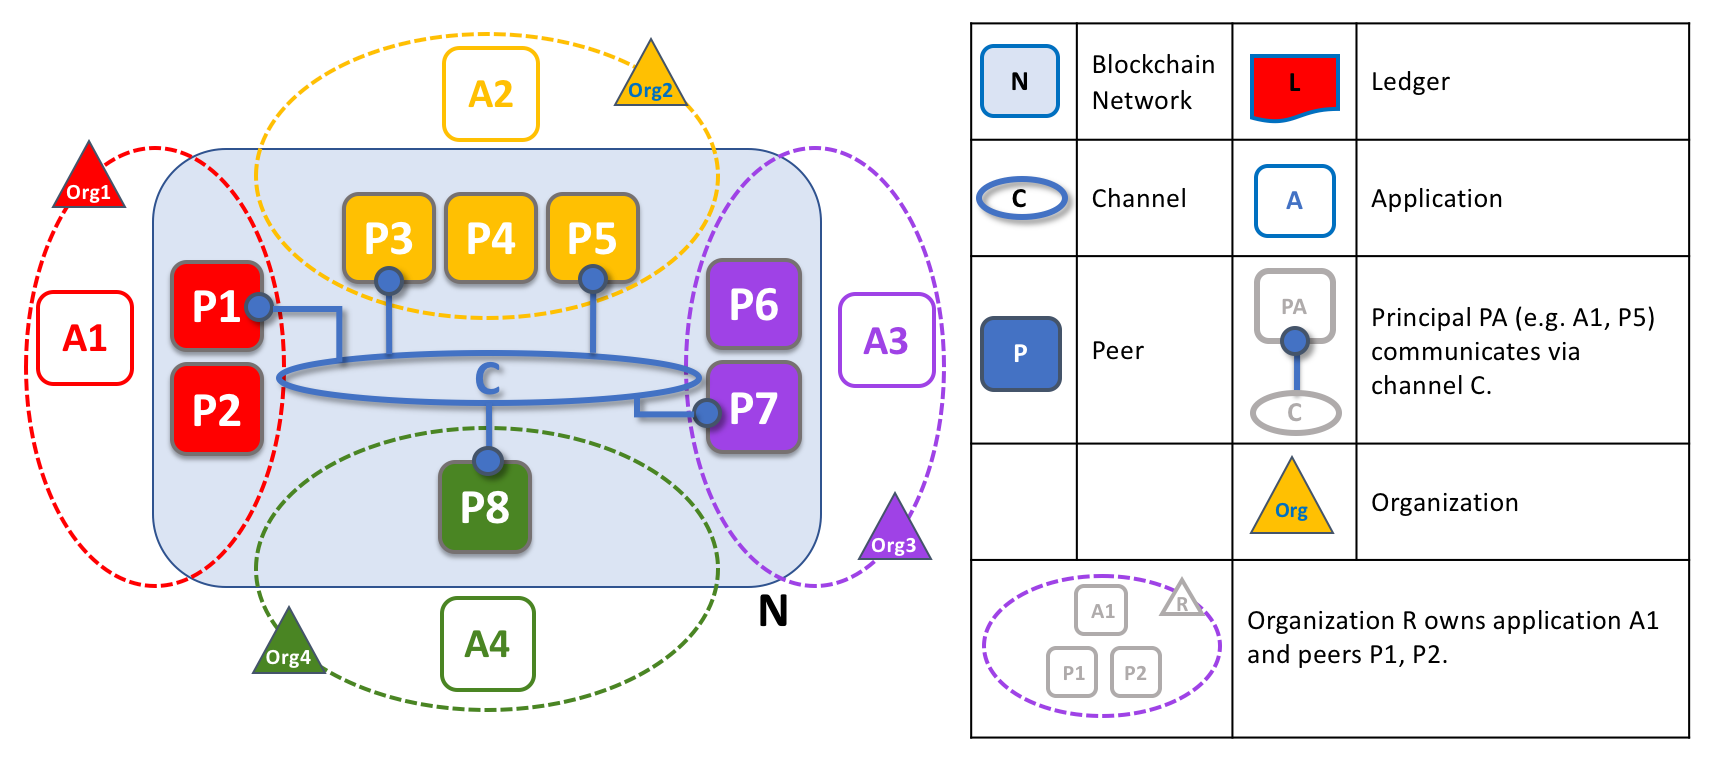 A2
Org2
Org1
P3
P4
P5
A1
P1
P6
A3
C
P2
P7
P8
Org3
N
A4
Org4
N
Blockchain
Network
L
Ledger
C
Channel
A
Application
P
Peer
PA
C
Principal PA (e.g. A1, P5)
communicates via
channel C.
Org
Organization
A1
R
P1
P2
Organization R owns application A1
and peers P1, P2.